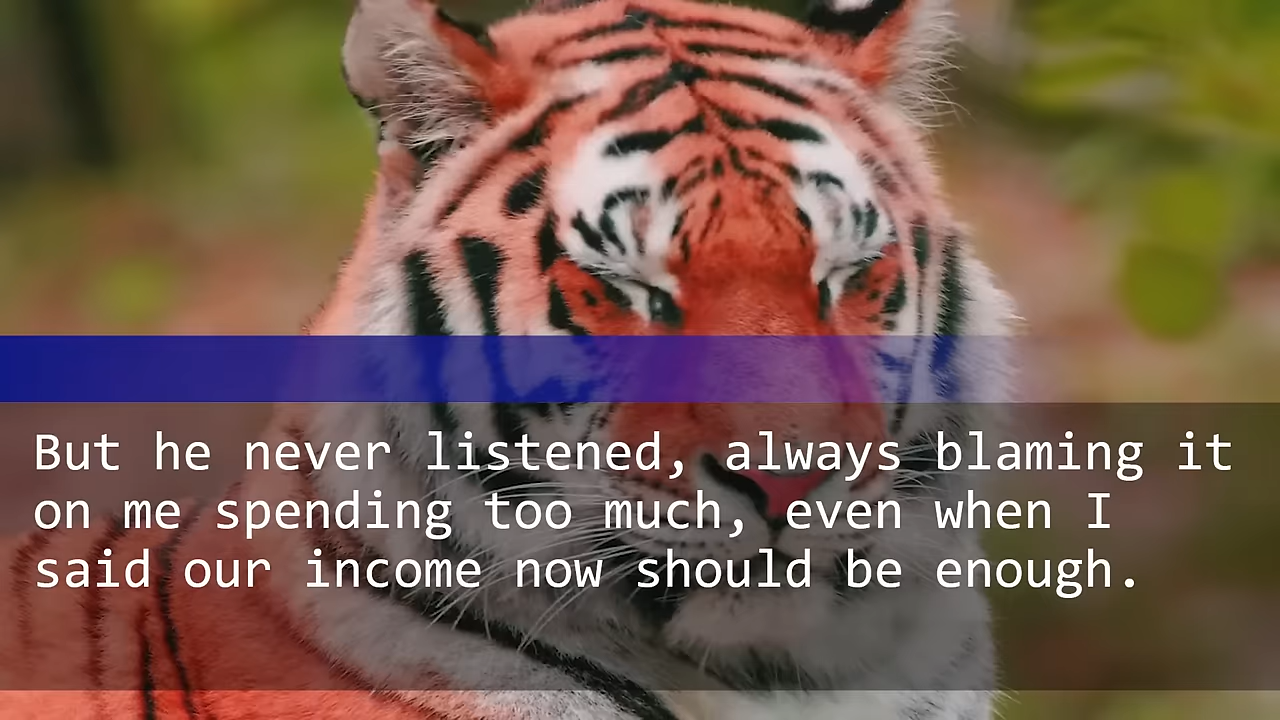 But he never listened, always blaming it
on me spending too much, even when I
said our income now should be enough.